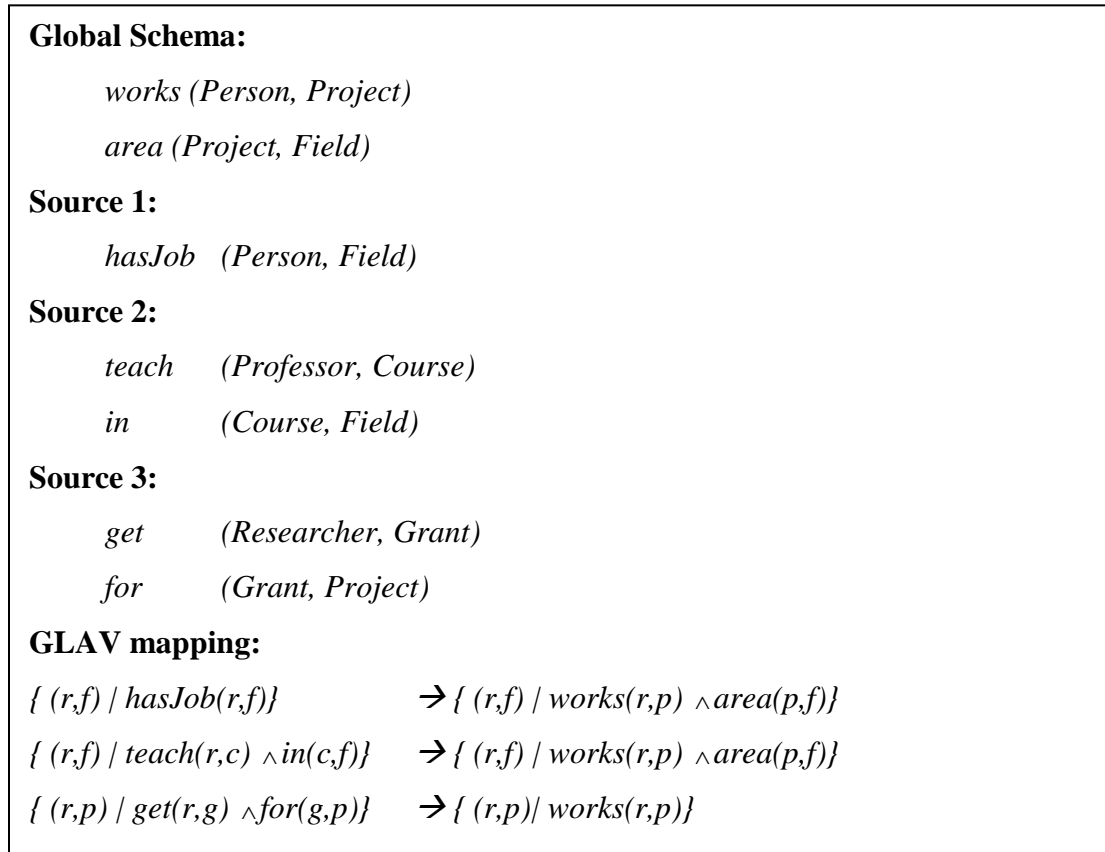 Global Schema:
works (Person, Project)
area (Project, Field)
Source 1:
hasJob (Person, Field)
Source 2:
teach (Professor, Course)
in (Course, Field)
Source 3:
get (Researcher, Grant)
for (Grant, Project)
GLAV mapping:
{ (r,f) | hasJob(r,f)} → { (r,f) | works(r,p) ∧area(p,f)}
{ (r,f) | teach(r,c) ∧in(c,f)} → { (r,f) | works(r,p) ∧area(p,f)}
{ (r,p) | get(r,g) ∧for(g,p)} → { (r,p)| works(r,p)}